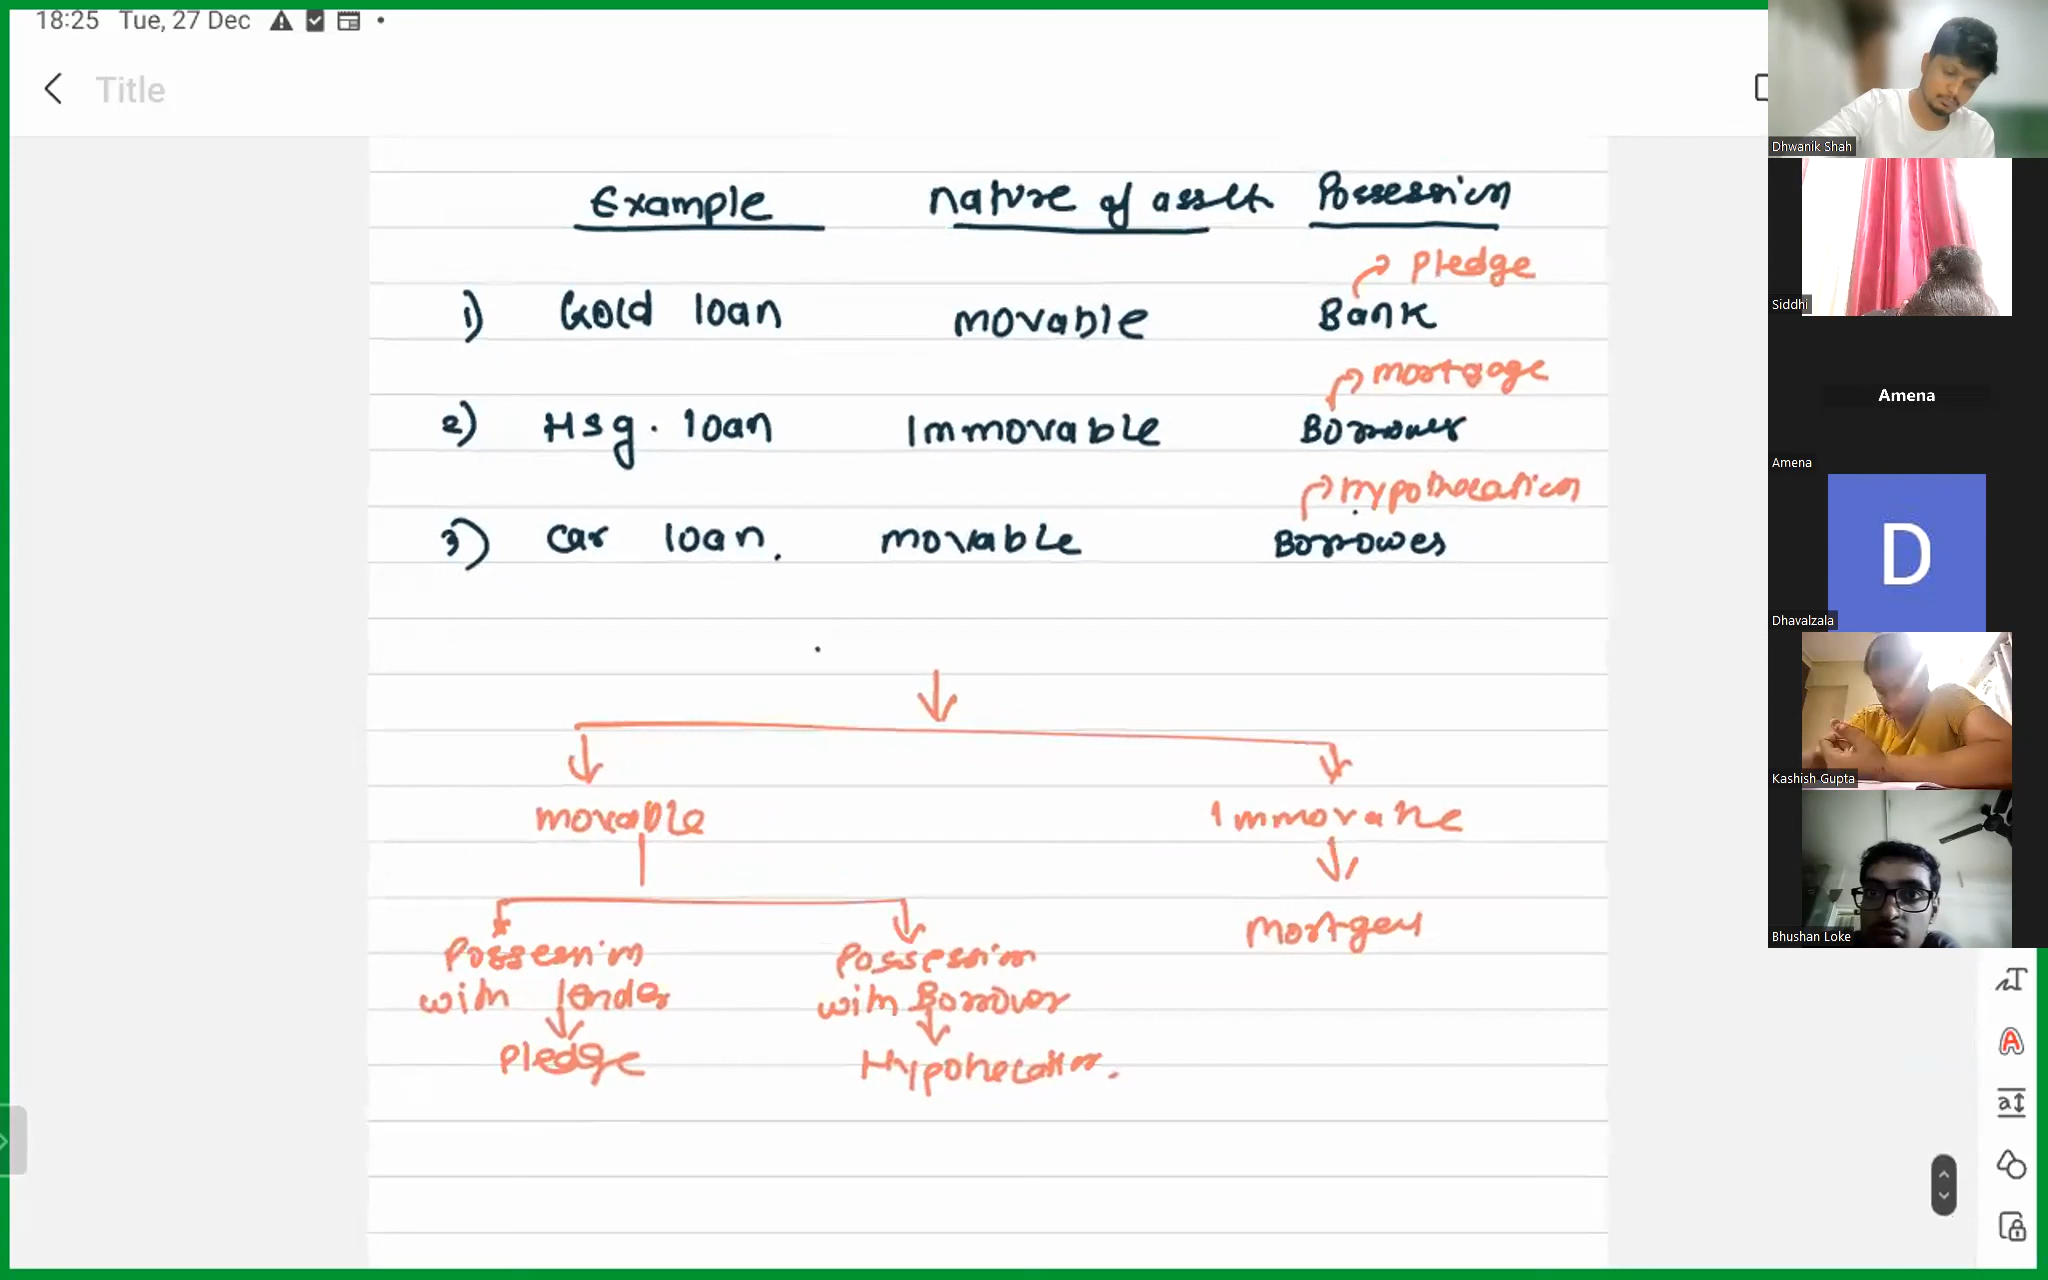 18:25 Tue, 27 Dec
Title
Example nature of assets Possession
Pledge
1) Gold loan movable Bank
mortgage
2) Hsg. loan Immovable Borrower
Hypothecation
3) Car loan. movable Borrower
movable Immovable
Mortgage
Possession Possession
with lender with Borrower
Pledge Hypothecation.
Dhwanik Shah
Siddhi
Amena
Amena
D
Dhavalzala
Kashish Gupta
Bhushan Loke